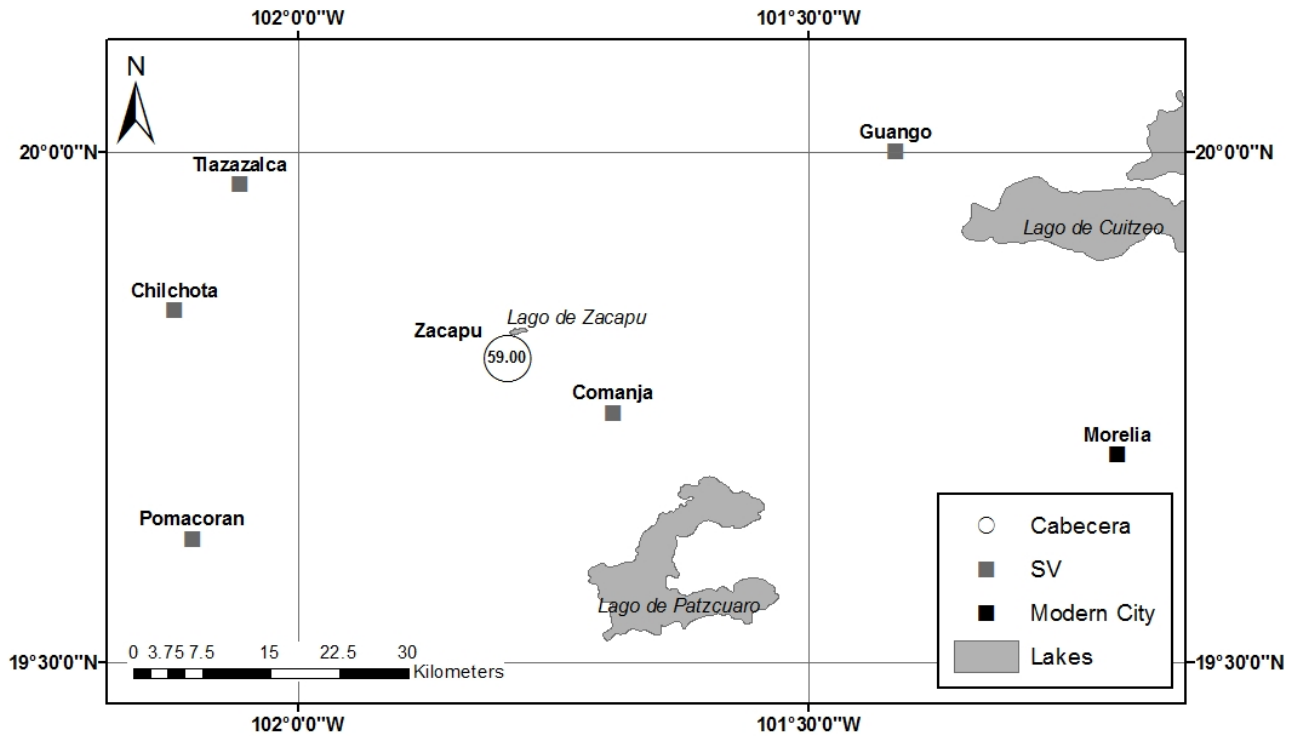 102°0'0"W 101°30'0"W
N
Guango
20°0'0"N 20°0'0"N
Tlazazalca
Lago de Cuitzeo
Chilchota
Lago de Zacapu
Zacapu
59.00
Comanja
Morelia
Pomacoran
Cabecera
SV
Lago de Patzcuaro
Modern City
0 3.75 7.5 15 22.5 30
Kilometers
Lakes
19°30'0"N 19°30'0"N
102°0'0"W 101°30'0"W